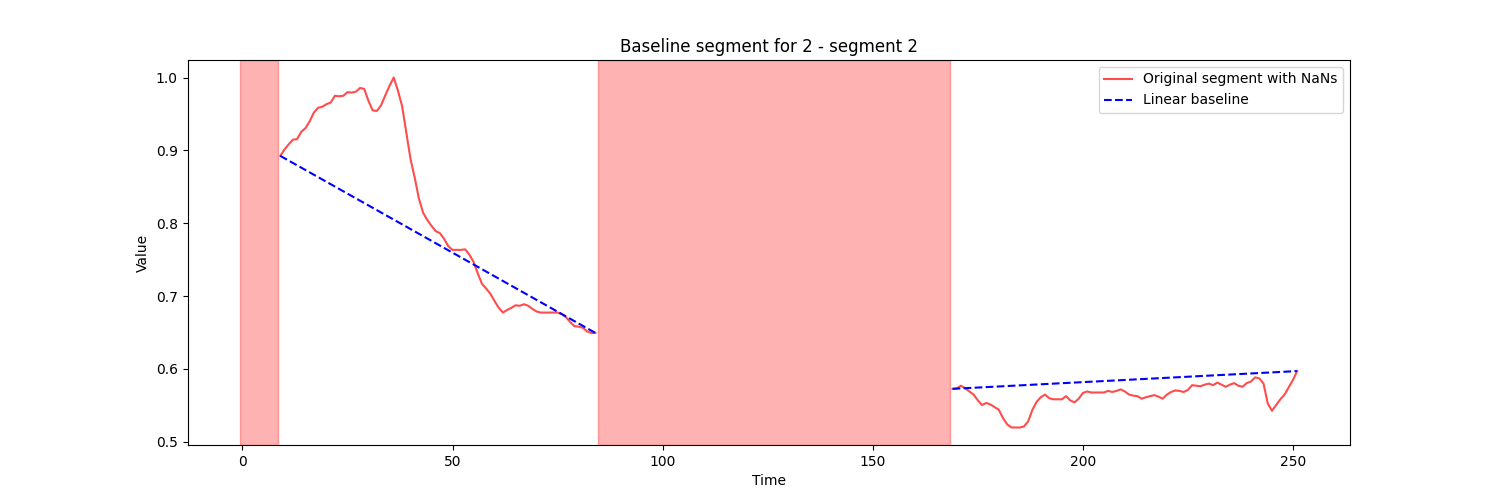 Baseline segment for 2 - segment 2
Original segment with NaNs
Linear baseline
1.0
0.9
0.8
0.7
0.6
0.5
Value
0 50 100 150 200 250
Time